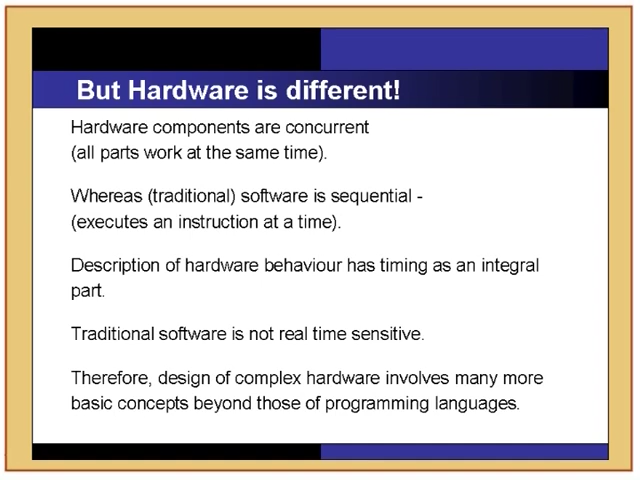 But Hardware is different!
Hardware components are concurrent
(all parts work at the same time).
Whereas (traditional) software is sequential -
(executes an instruction at a time).
Description of hardware behaviour has timing as an integral
part.
Traditional software is not real time sensitive.
Therefore, design of complex hardware involves many more
basic concepts beyond those of programming languages.